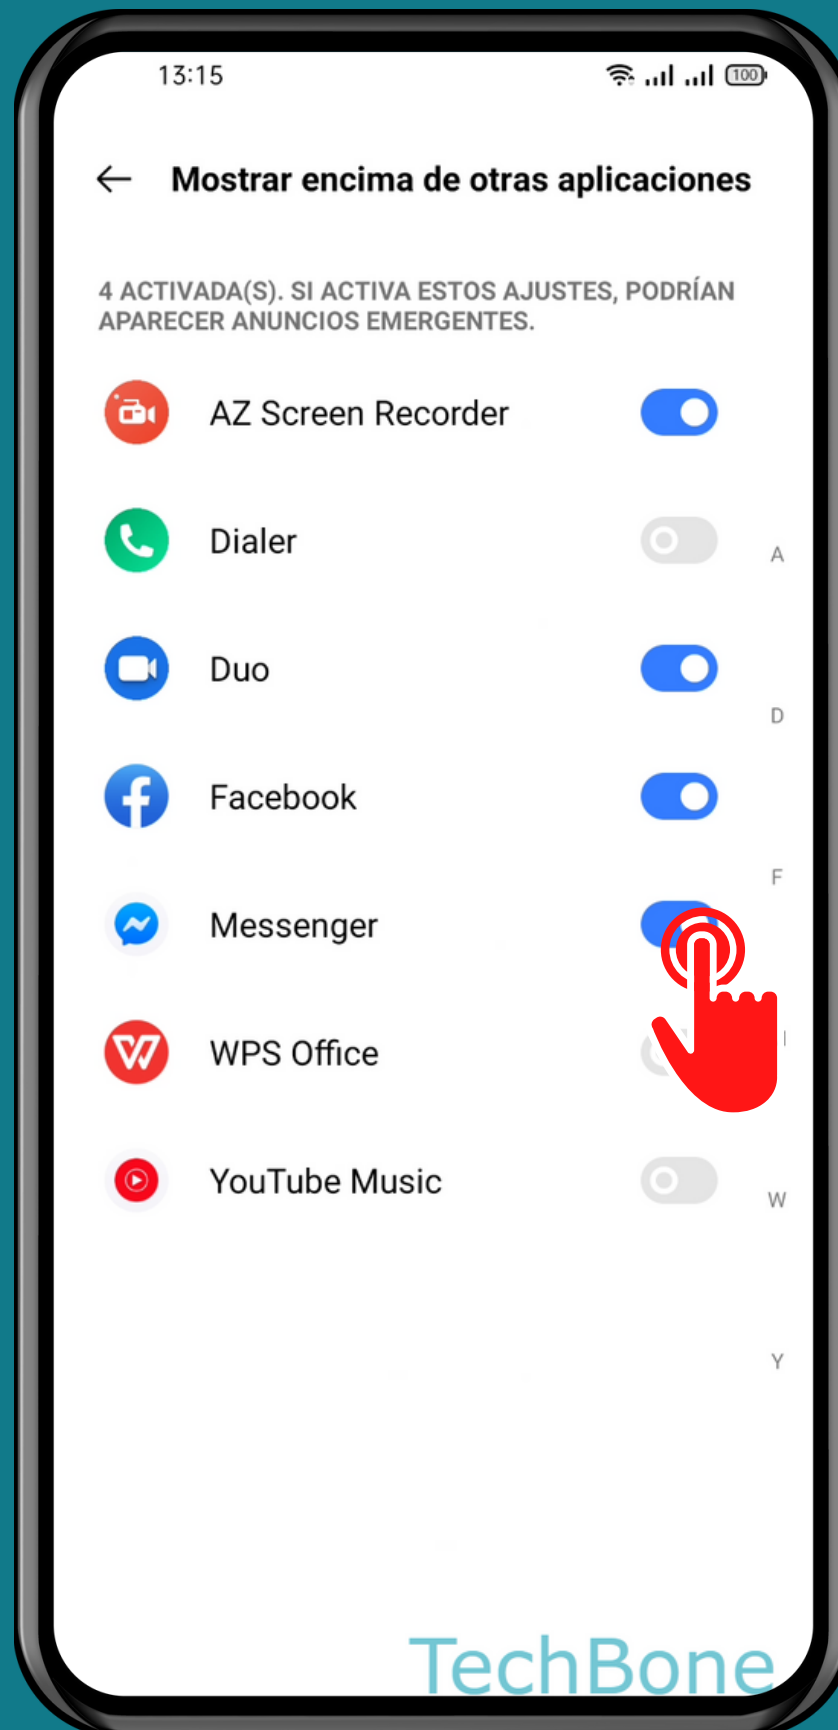 13:15 100
Mostrar encima de otras aplicaciones
4 ACTIVADA(S). SI ACTIVA ESTOS AJUSTES, PODRÍAN
APARECER ANUNCIOS EMERGENTES.
AZ Screen Recorder
Dialer
A
Duo
D
Facebook
F
Messenger
WPS Office
YouTube Music
W
Y
TechBone